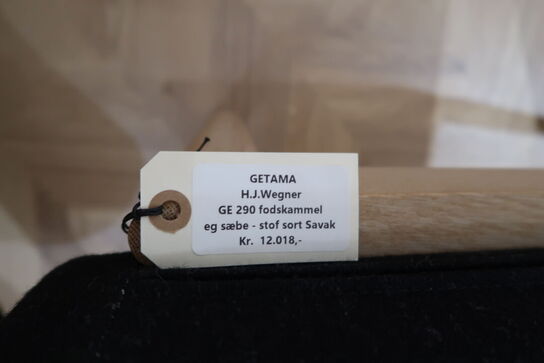 GETAMA
H.J.Wegner
GE 290 fodskammel
eg sæbe - stof sort Savak
Kr. 12.018,-